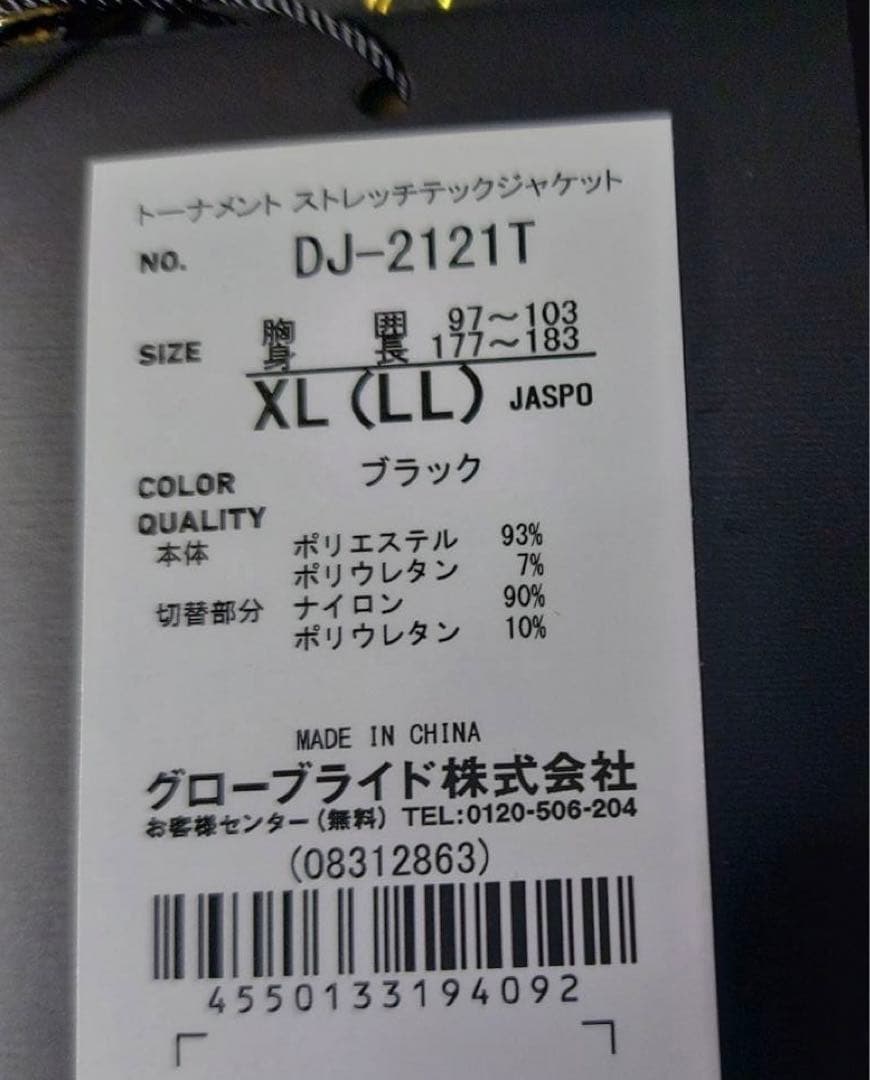 トーナメント ストレッチテックジャケット
NO. DJ-2121T
SIZE 胸囲 97〜103
身長 177〜183
XL(LL) JASPO
COLOR ブラック
QUALITY
本体 ポリエステル 93%
ポリウレタン 7%
切替部分 ナイロン 90%
ポリウレタン 10%
MADE IN CHINA
グローブライド株式会社
お客様センター(無料) TEL:0120-506-204
(08312863)
4550133194092